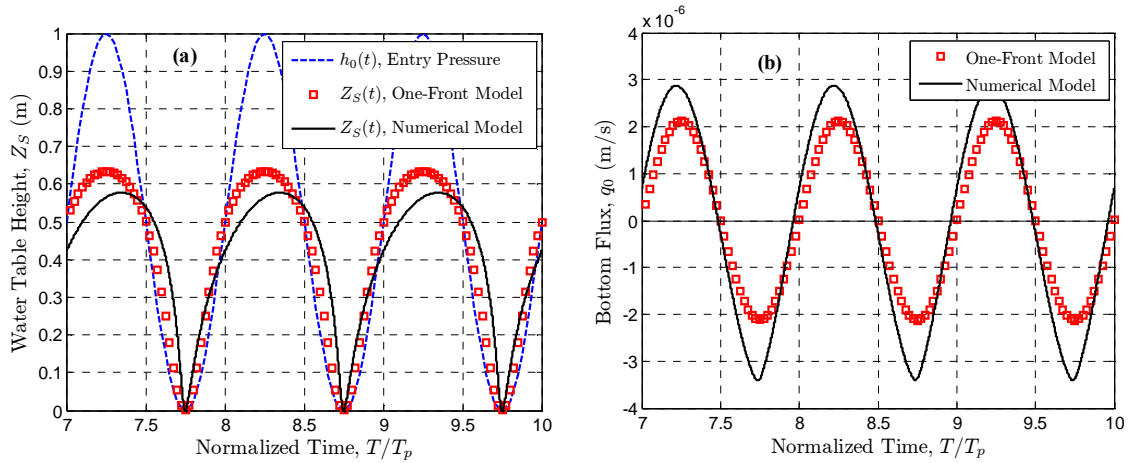 (a)
h₀(t), Entry Pressure
Z_S(t), One-Front Model
Z_S(t), Numerical Model
Water Table Height, Z_S (m)
1
0.9
0.8
0.7
0.6
0.5
0.4
0.3
0.2
0.1
0
7 7.5 8 8.5 9 9.5 10
Normalized Time, T/T_p
x 10⁻⁶
(b)
One-Front Model
Numerical Model
Bottom Flux, q₀ (m/s)
4
3
2
1
0
-1
-2
-3
-4
7 7.5 8 8.5 9 9.5 10
Normalized Time, T/T_p